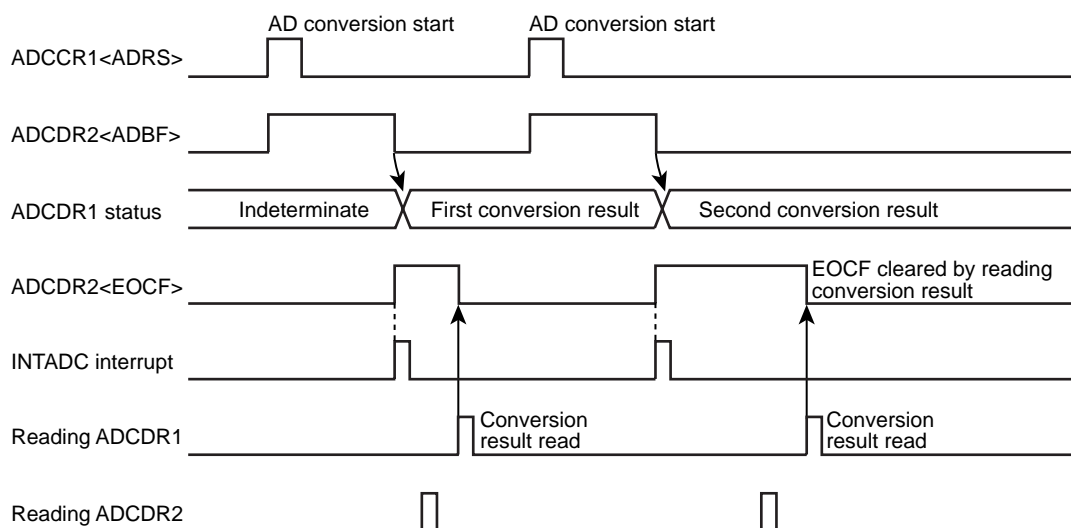 AD conversion start AD conversion start
ADCCR1<ADRS>
ADCDR2<ADBF>
ADCDR1 status Indeterminate First conversion result Second conversion result
ADCDR2<EOCF> EOCF cleared by reading
conversion result
INTADC interrupt
Reading ADCDR1 Conversion
result read
Conversion
result read
Reading ADCDR2